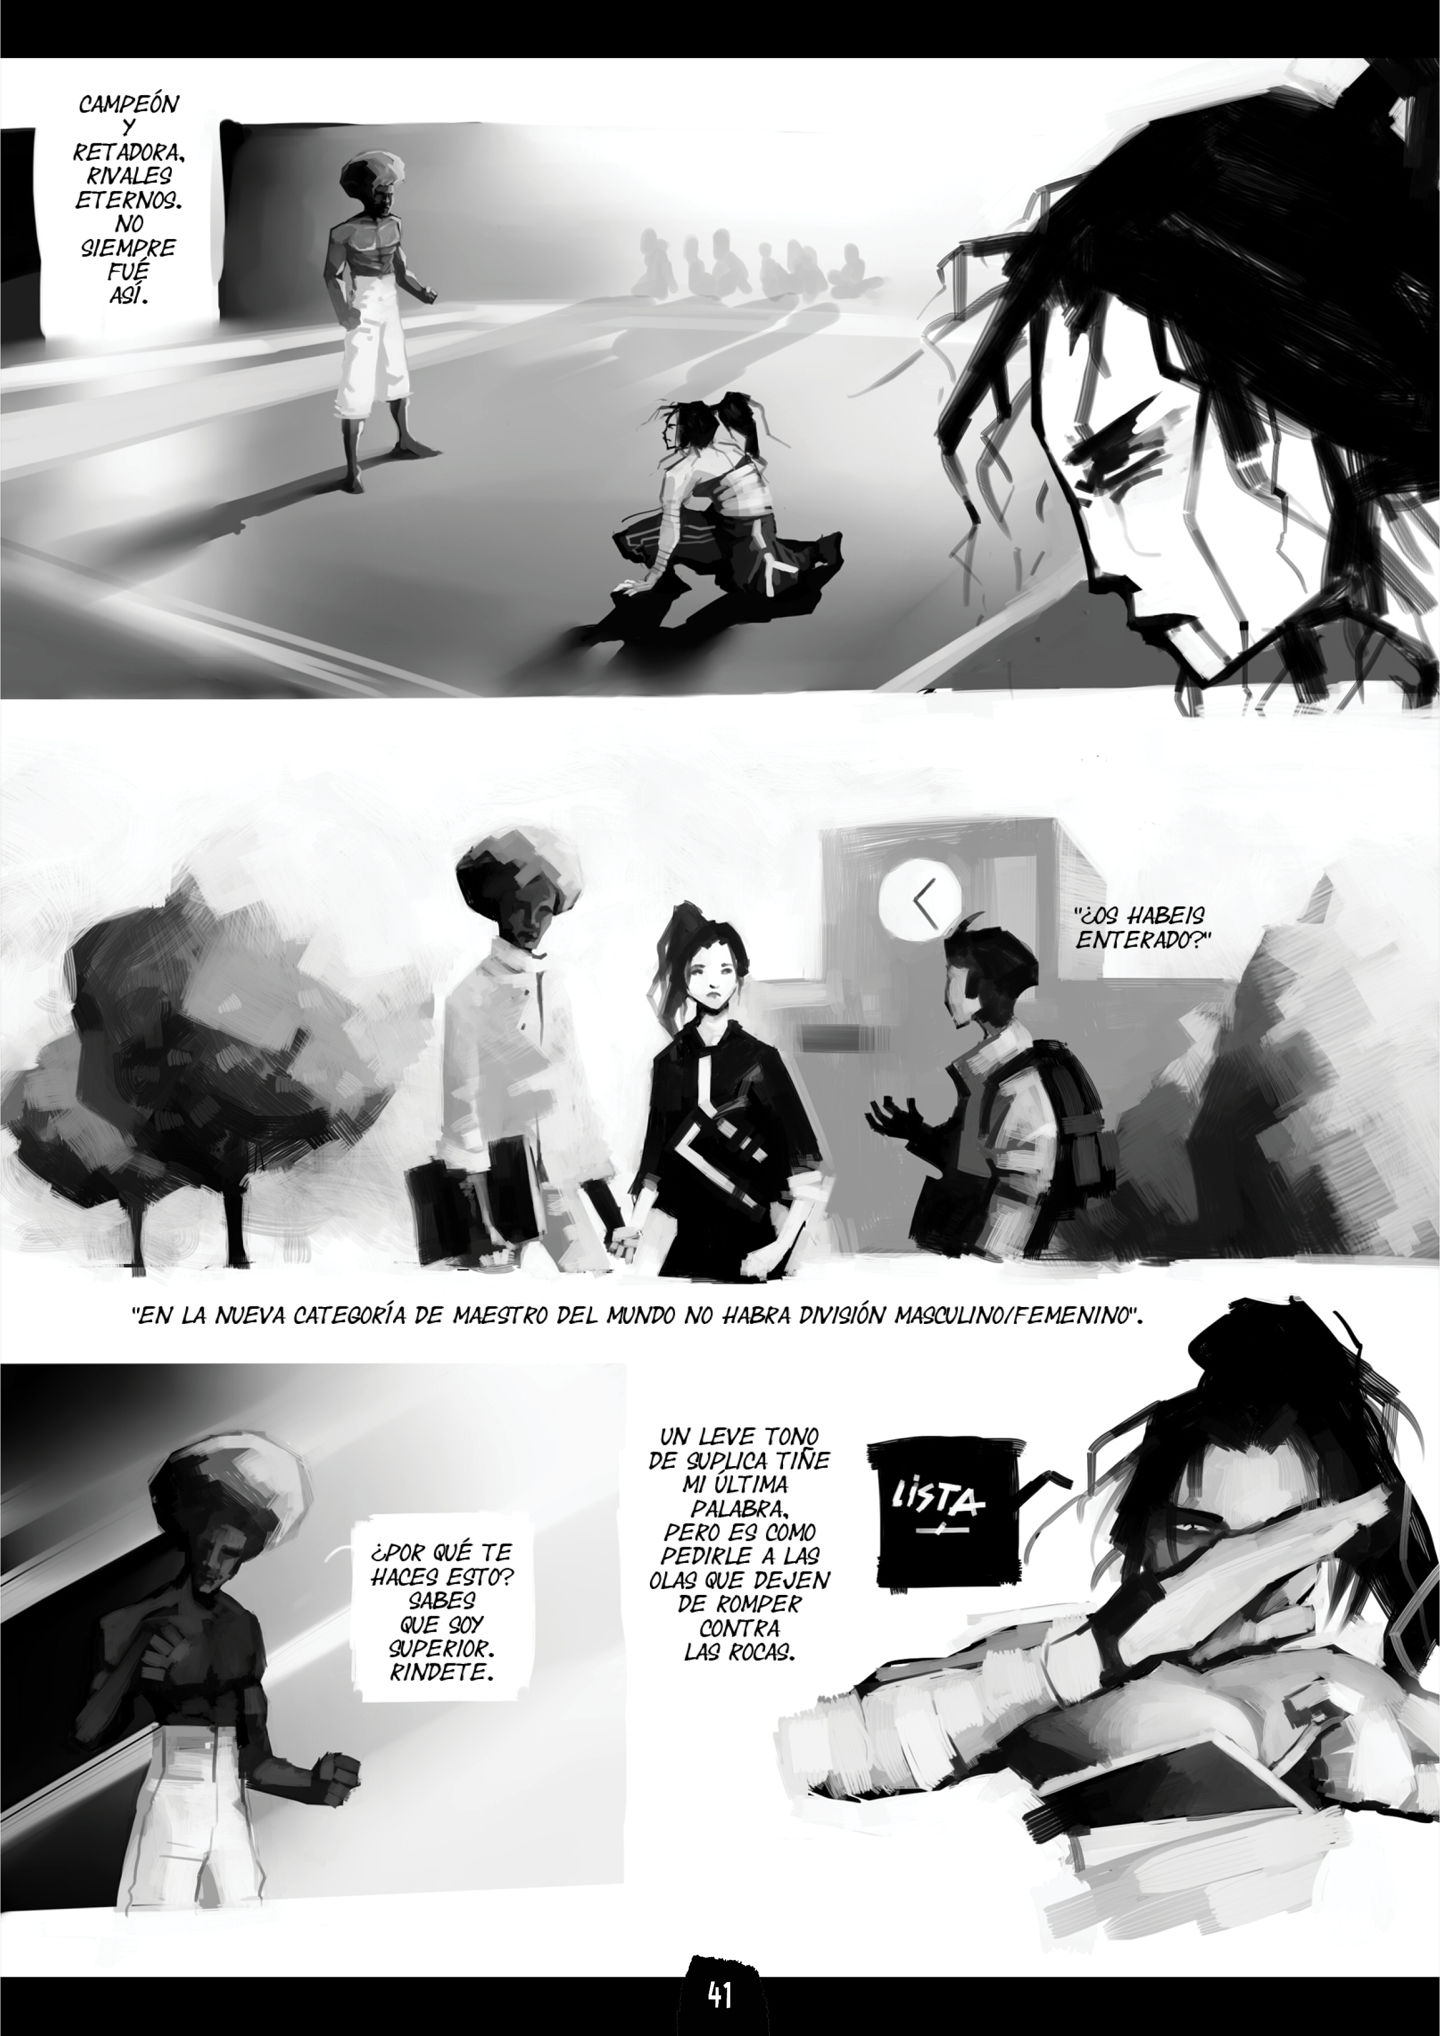 CAMPEÓN
Y
RETADORA,
RIVALES
ETERNOS.
NO
SIEMPRE
FUÉ
ASÍ.
"¿OS HABEIS
ENTERADO?"
"EN LA NUEVA CATEGORÍA DE MAESTRO DEL MUNDO NO HABRA DIVISIÓN MASCULINO/FEMENINO".
¿POR QUÉ TE
HACES ESTO?
SABES
QUE SOY
SUPERIOR.
RINDETE.
UN LEVE TONO
DE SUPLICA TIÑE
MI ÚLTIMA
PALABRA,
PERO ES COMO
PEDIRLE A LAS
OLAS QUE DEJEN
DE ROMPER
CONTRA
LAS ROCAS.
LISTA
41